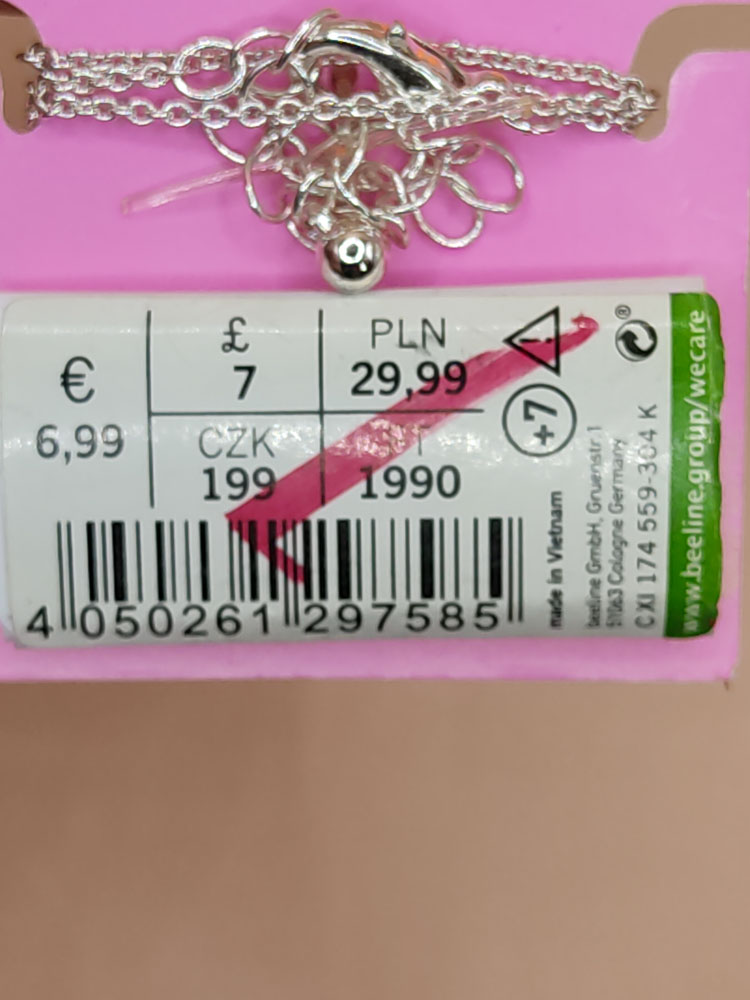 €
6,99
£
7
PLN
29,99
CZK
199
1990
+7
4 050261 297585
made in Vietnam
beeline GmbH, Gruenstr.1
51063 Cologne Germany
CXI 174 559-304 K
®
www.beeline.group/wecare